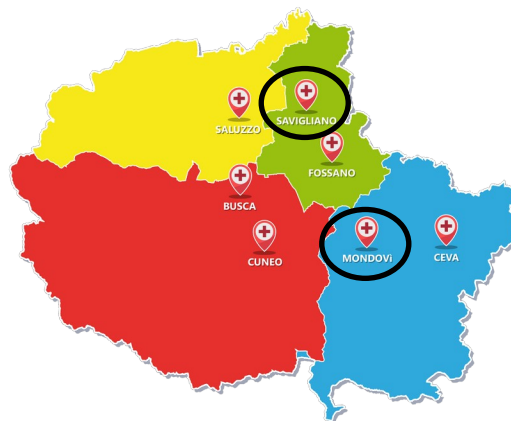 SAVIGLIANO
SALUZZO
FOSSANO
BUSCA
CUNEO
MONDOVì
CEVA